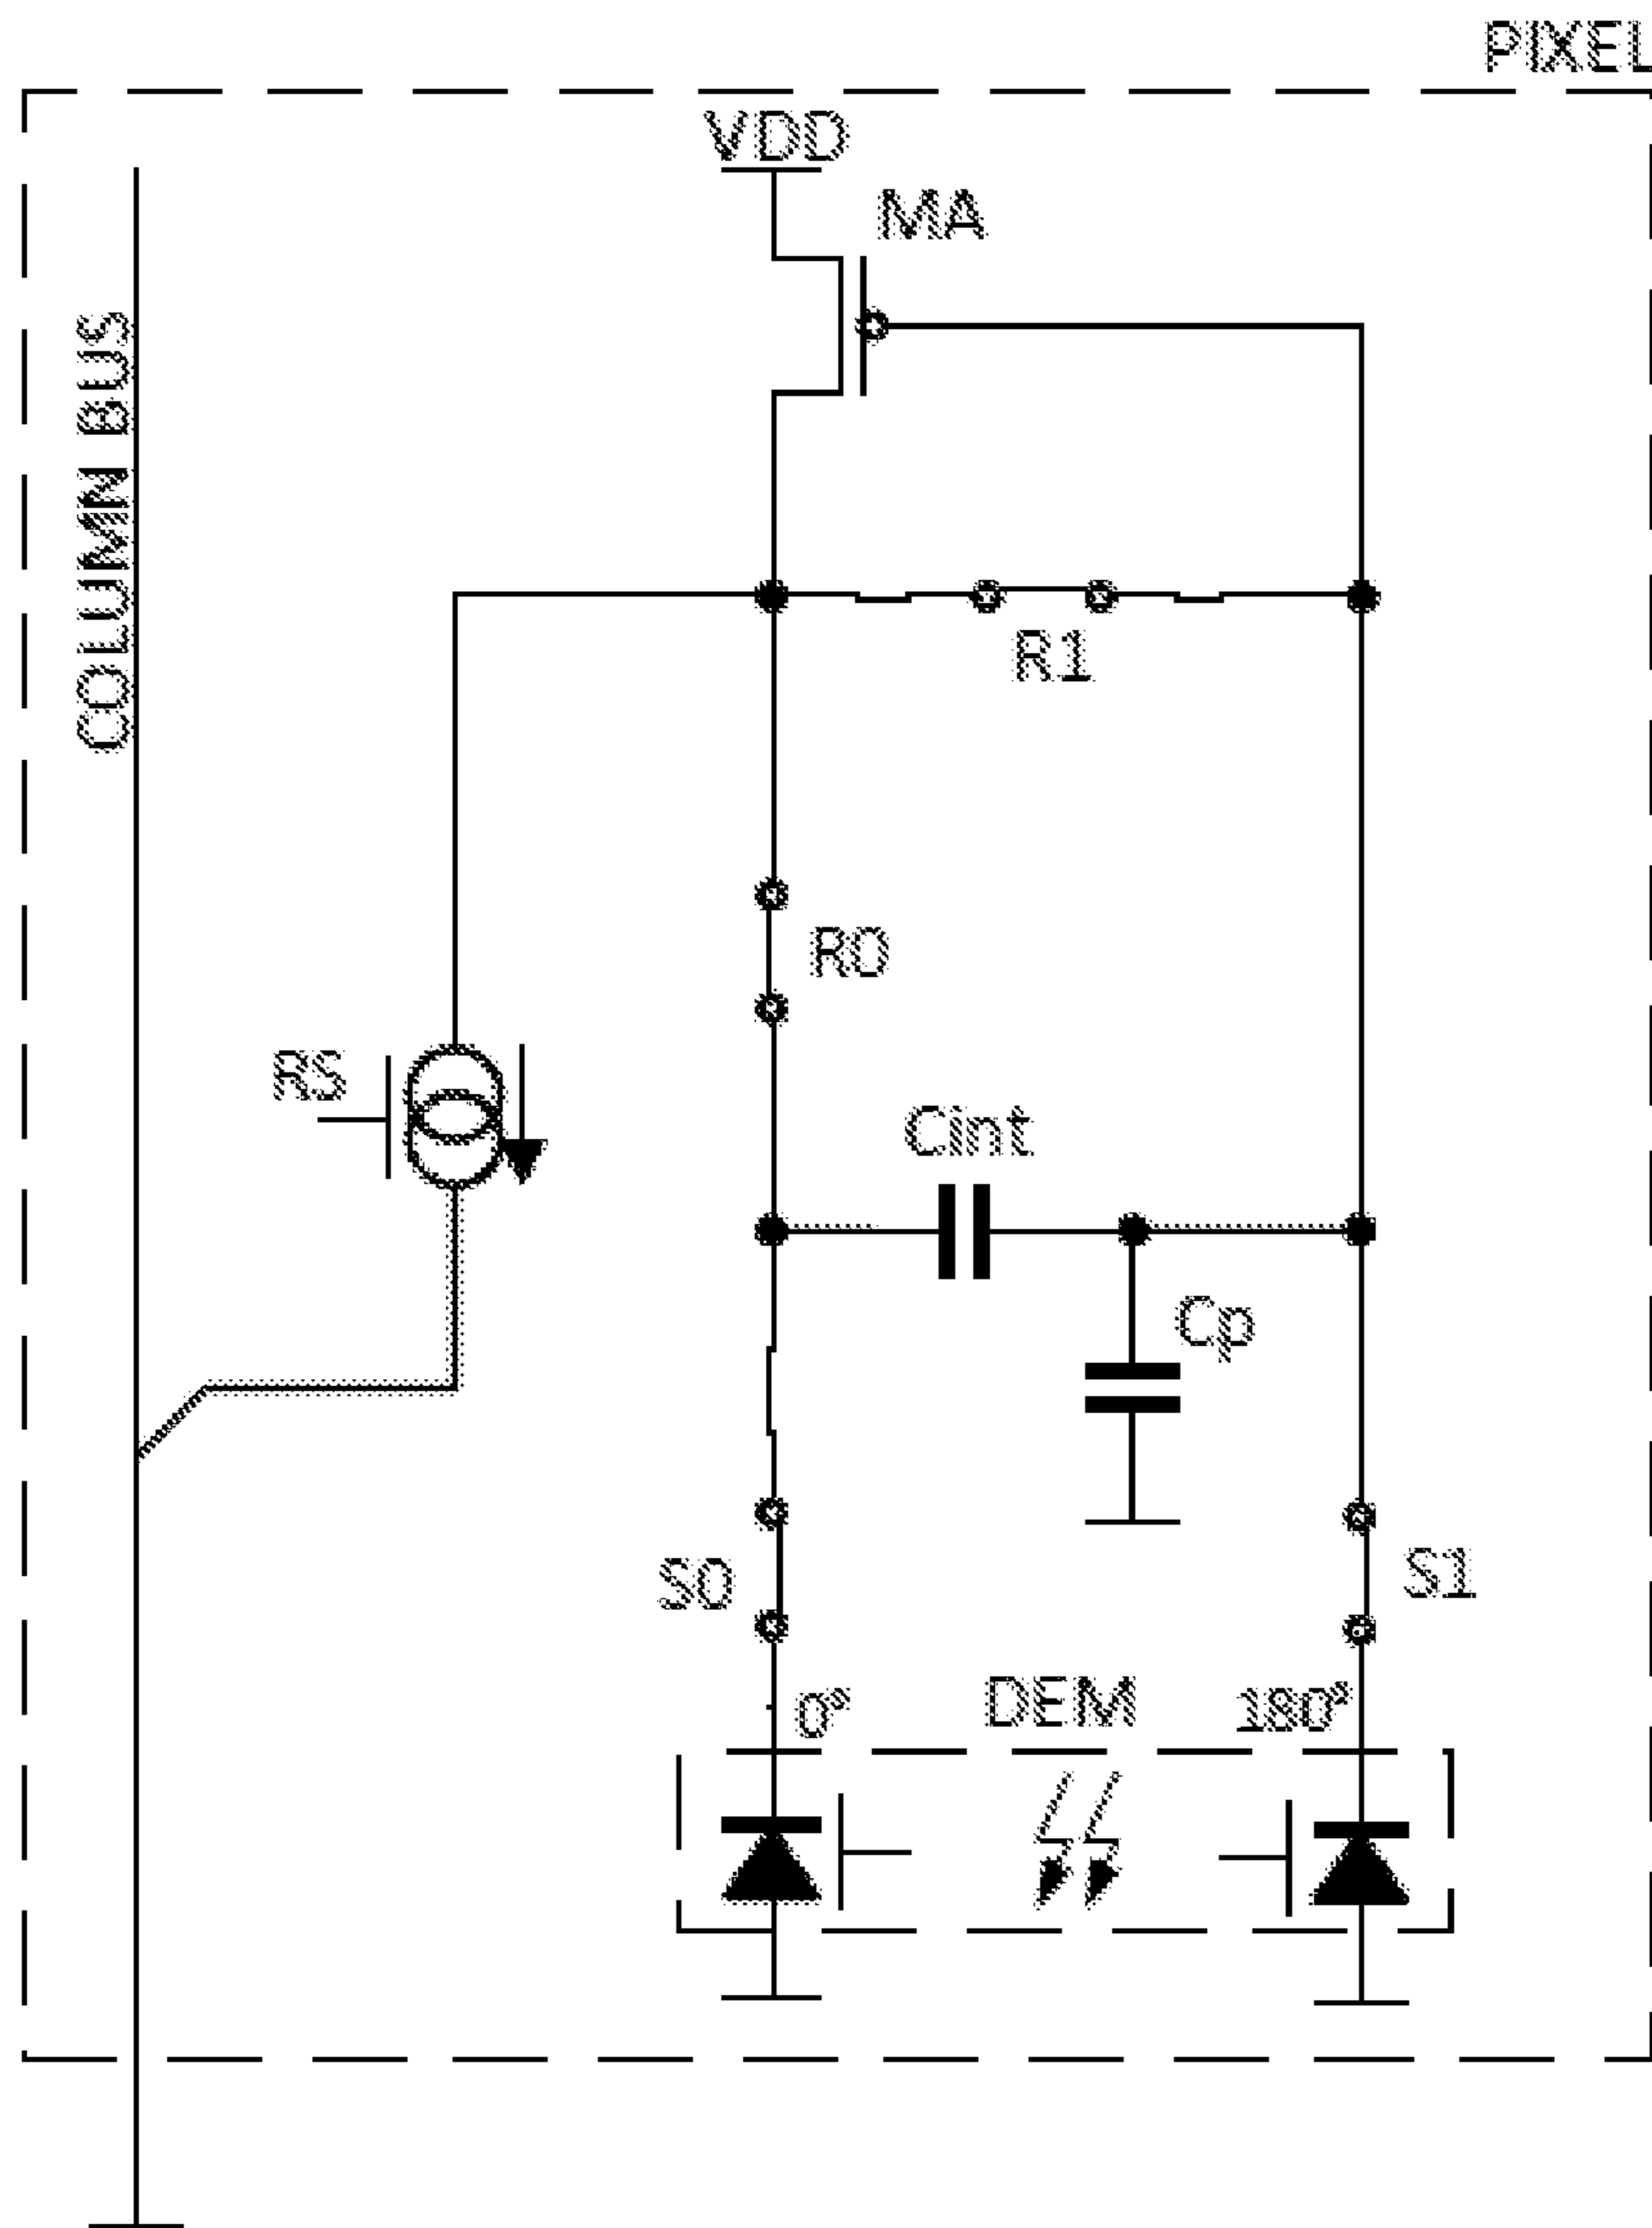 PIXEL
VDD
MA
COLUMN BUS
R1
R0
RS
Cint
Cp
S0
S1
0°
DEM
180°